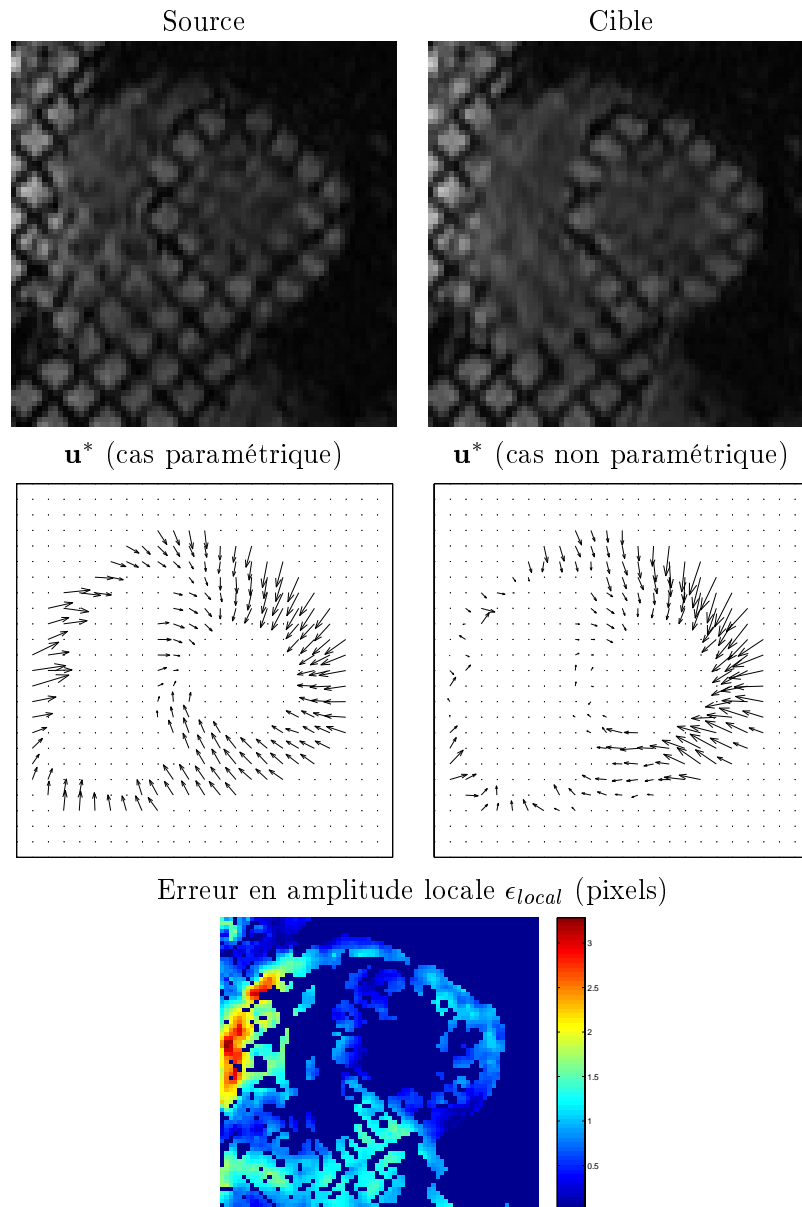 Source
Cible
u* (cas paramétrique)
u* (cas non paramétrique)
Erreur en amplitude locale ϵlocal (pixels)
3
2.5
2
1.5
1
0.5